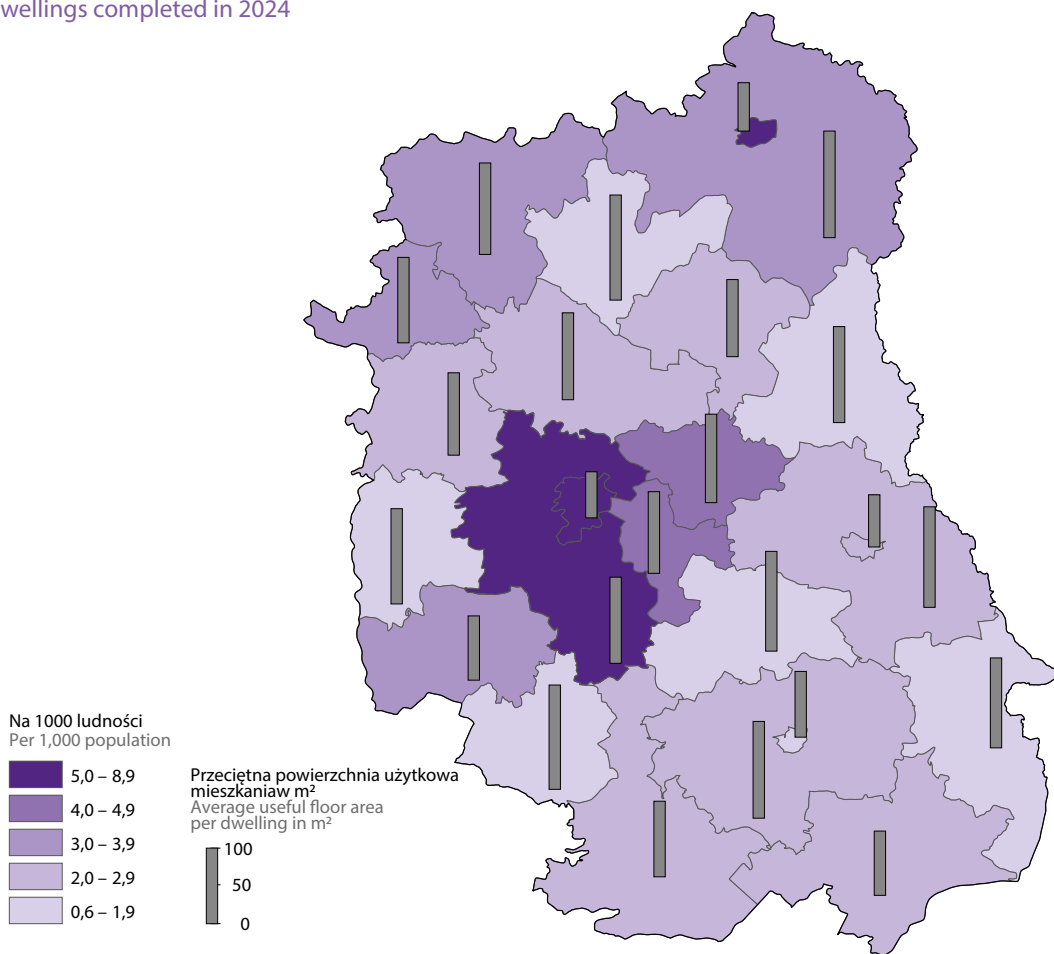 wellings completed in 2024
Na 1000 ludności
Per 1,000 population
5,0 – 8,9
4,0 – 4,9
3,0 – 3,9
2,0 – 2,9
0,6 – 1,9
Przeciętna powierzchnia użytkowa
mieszkaniaw m²
Average useful floor area
per dwelling in m²
100
50
0